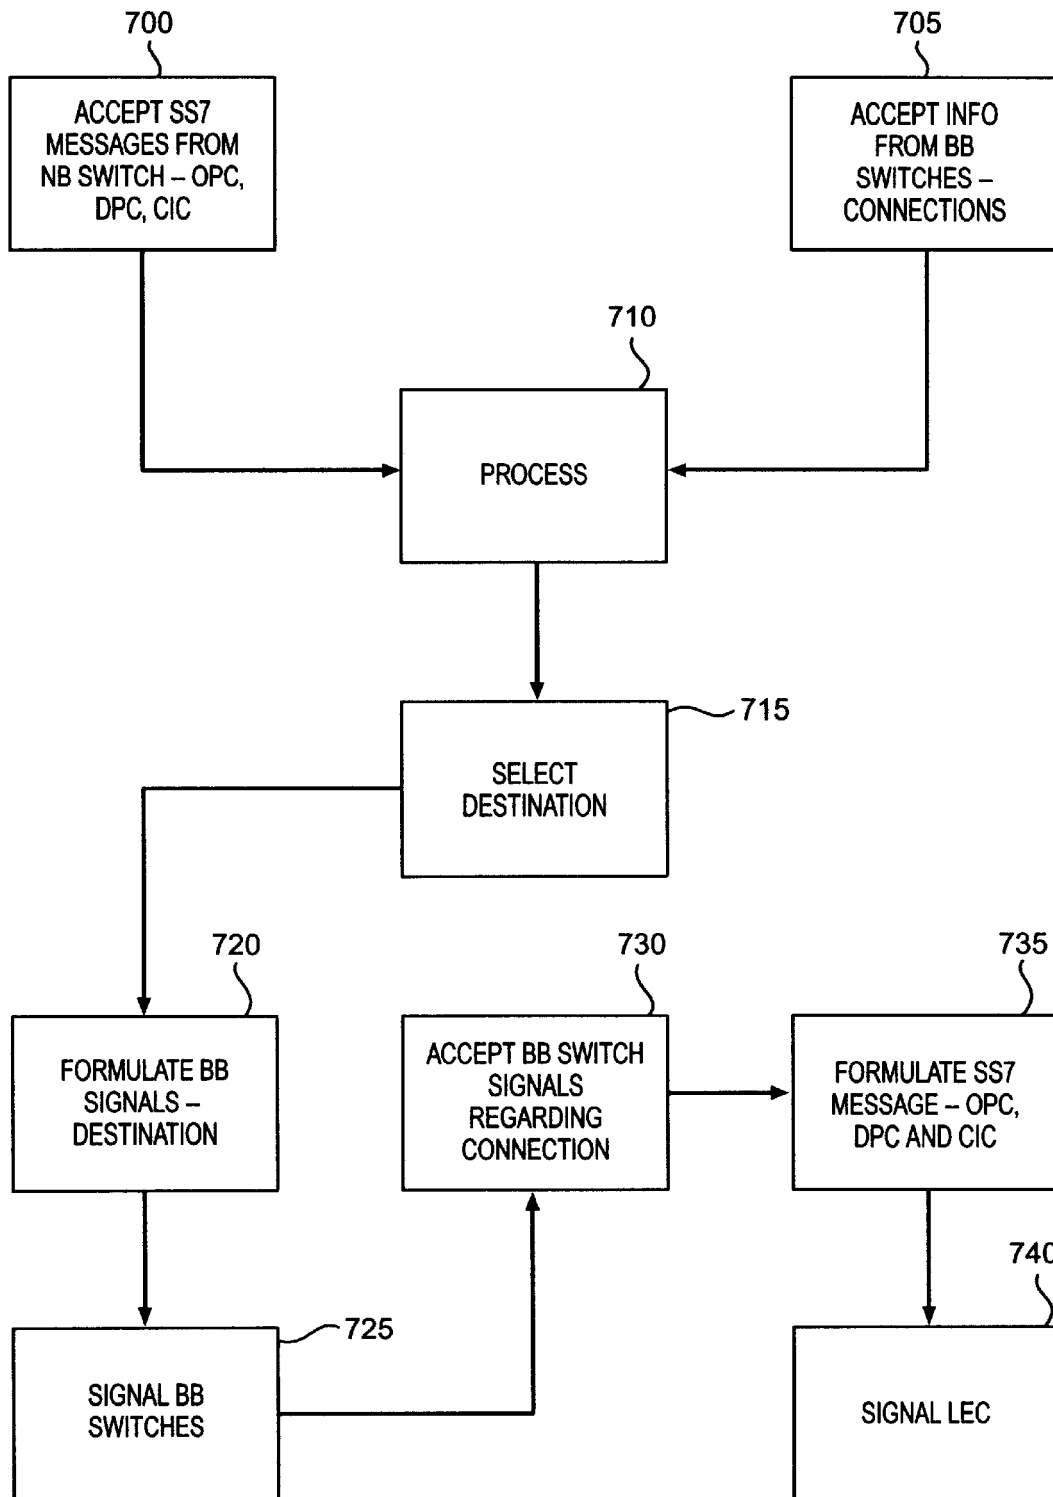 700
ACCEPT SS7
MESSAGES FROM
NB SWITCH – OPC,
DPC, CIC
705
ACCEPT INFO
FROM BB
SWITCHES –
CONNECTIONS
710
PROCESS
715
SELECT
DESTINATION
720
FORMULATE BB
SIGNALS –
DESTINATION
730
ACCEPT BB SWITCH
SIGNALS
REGARDING
CONNECTION
735
FORMULATE SS7
MESSAGE – OPC,
DPC AND CIC
725
SIGNAL BB
SWITCHES
740
SIGNAL LEC